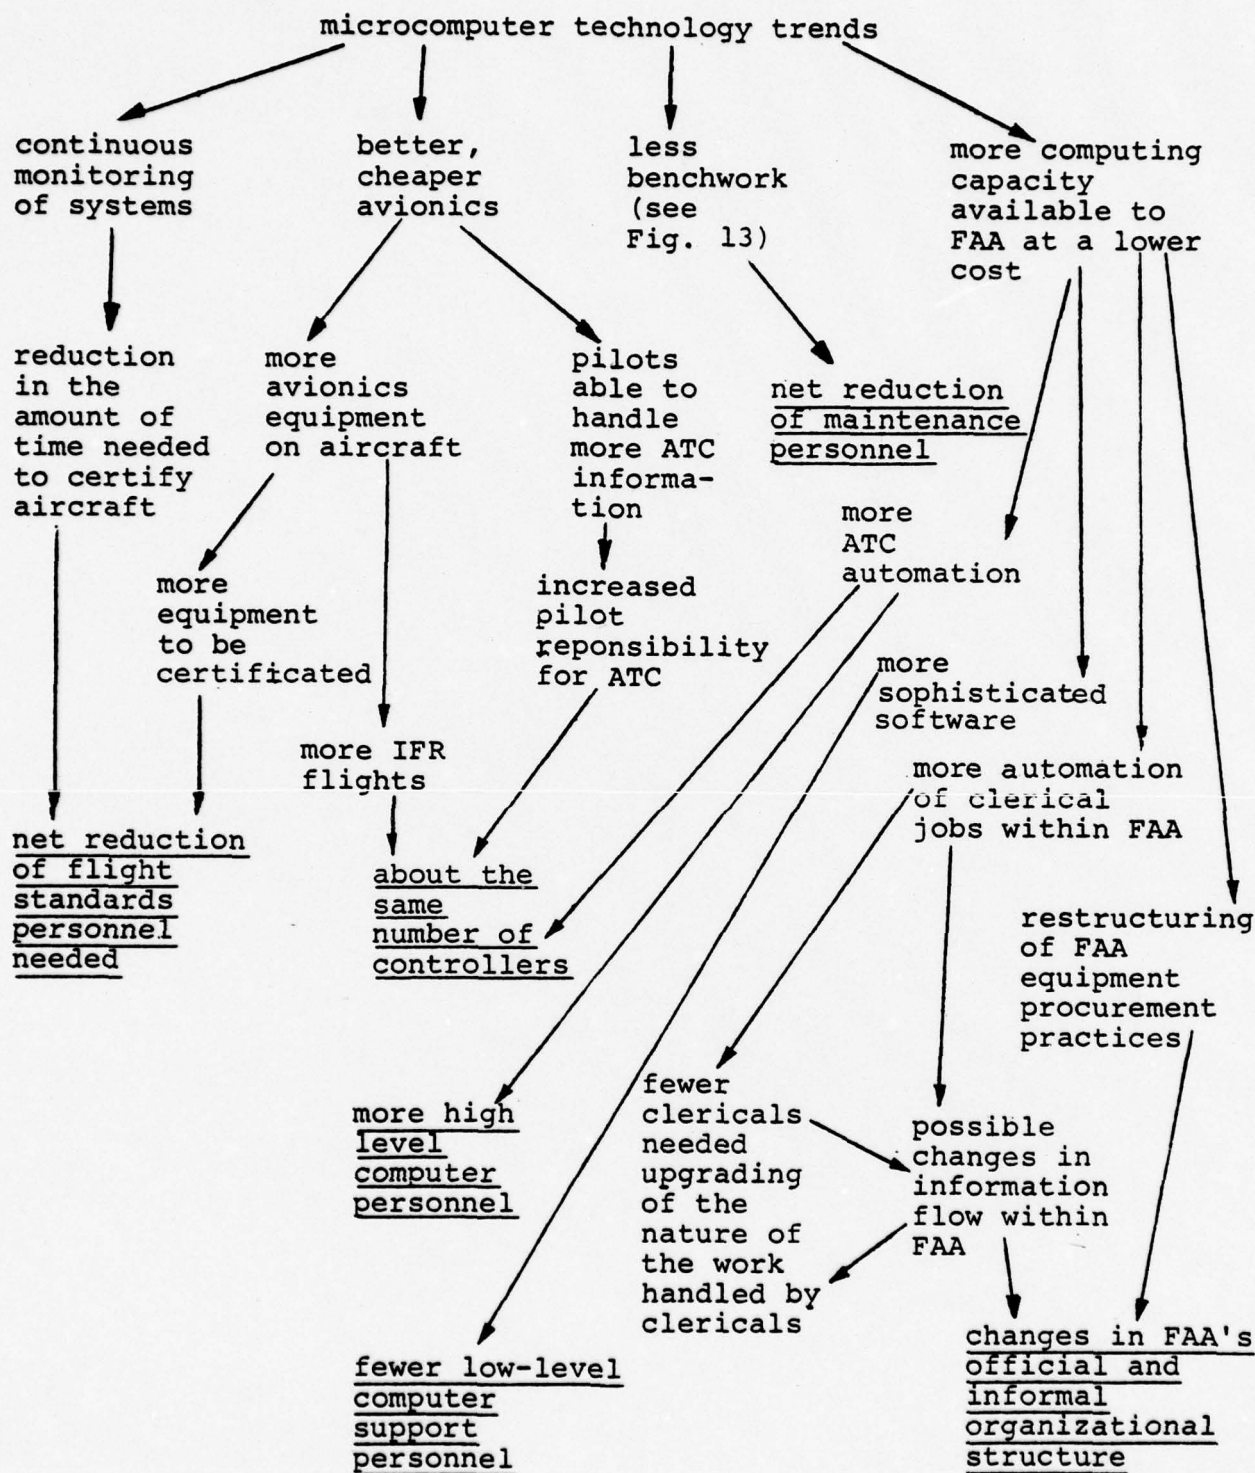 microcomputer technology trends
continuous
monitoring
of systems
better,
cheaper
avionics
less
benchwork
(see
Fig. 13)
more computing
capacity
available to
FAA at a lower
cost
reduction
in the
amount of
time needed
to certify
aircraft
more
avionics
equipment
on aircraft
pilots
able to
handle
more ATC
informa-
tion
net reduction
of maintenance
personnel
more
ATC
automation
more
equipment
to be
certificated
increased
pilot
reponsibility
for ATC
more
sophisticated
software
more IFR
flights
more automation
of clerical
jobs within FAA
net reduction
of flight
standards
personnel
needed
about the
same
number of
controllers
restructuring
of FAA
equipment
procurement
practices
more high
level
computer
personnel
fewer
clericals
needed
upgrading
of the
nature of
the work
handled by
clericals
possible
changes in
information
flow within
FAA
fewer low-level
computer
support
personnel
changes in FAA's
official and
informal
organizational
structure